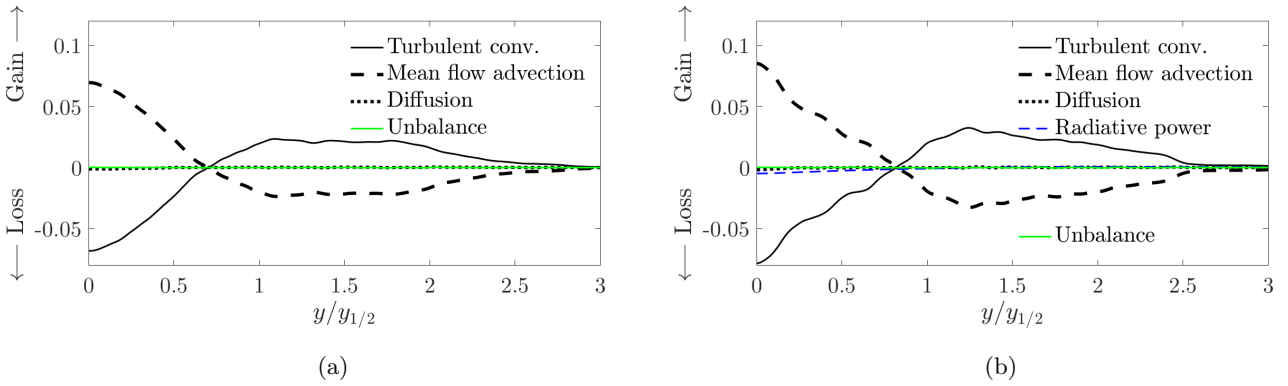 Gain ⟶
⟵ Loss
0.1
0.05
0
-0.05
0
0.5
1
1.5
2
2.5
3
y/y1/2
Turbulent conv.
Mean flow advection
Diffusion
Unbalance
(a)
Gain ⟶
⟵ Loss
0.1
0.05
0
-0.05
0
0.5
1
1.5
2
2.5
3
y/y1/2
Turbulent conv.
Mean flow advection
Diffusion
Radiative power
Unbalance
(b)